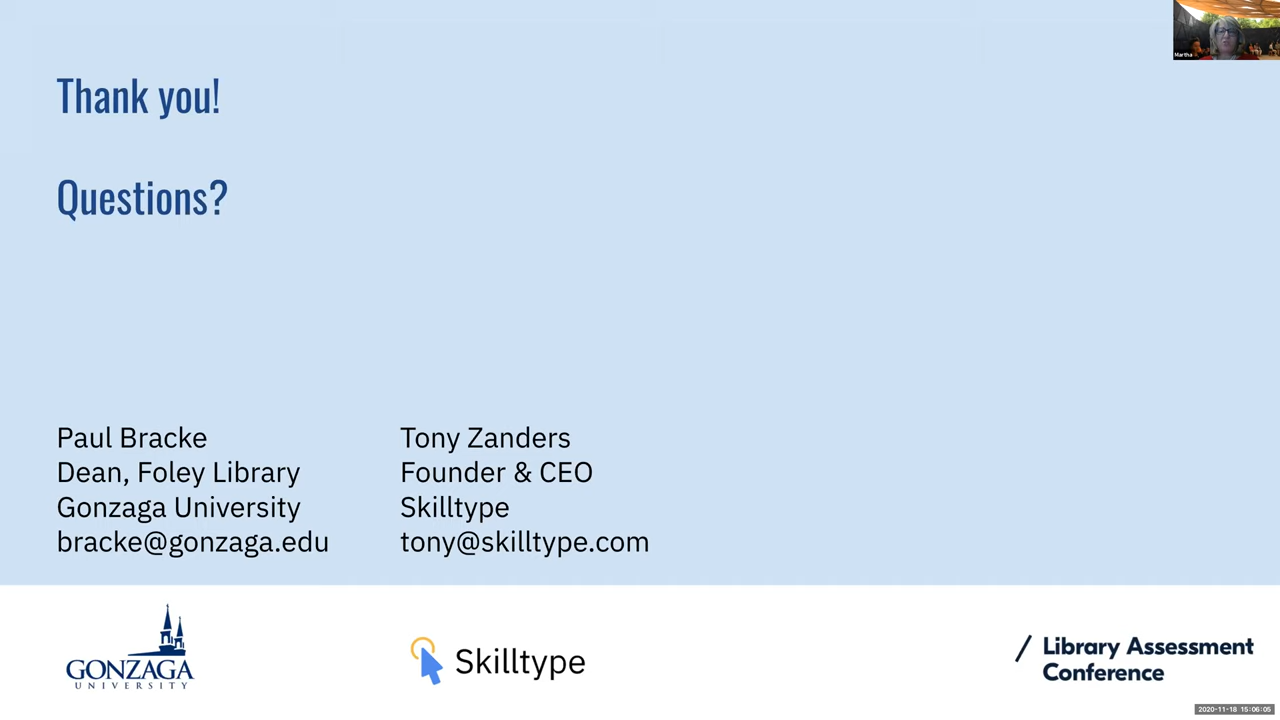 Martha
Thank you!
Questions?
Paul Bracke
Dean, Foley Library
Gonzaga University
bracke@gonzaga.edu
Tony Zanders
Founder & CEO
Skilltype
tony@skilltype.com
GONZAGA
UNIVERSITY
Skilltype
Library Assessment
Conference
2020-11-18 15:06:05